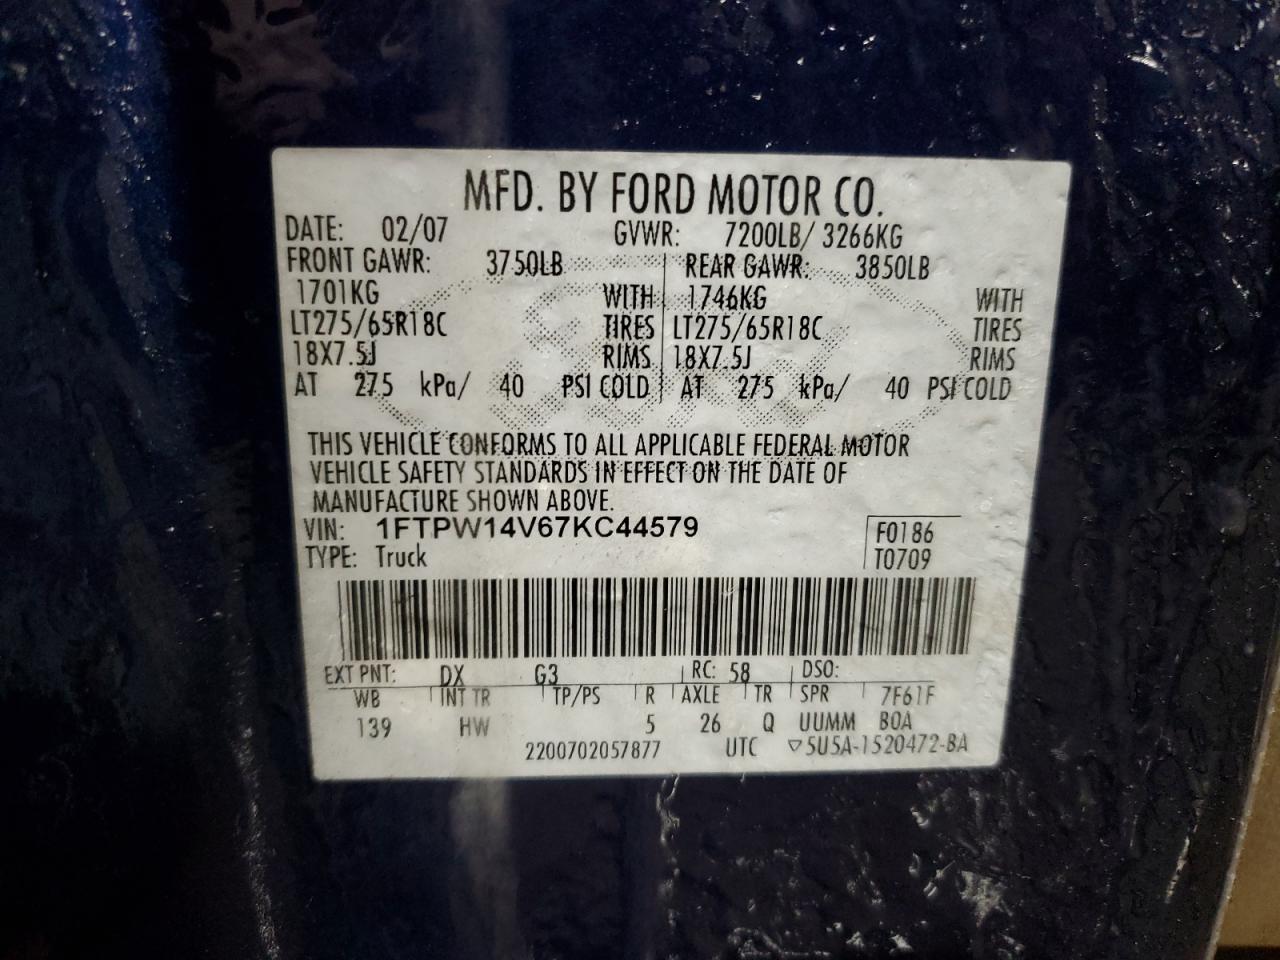 MFD. BY FORD MOTOR CO.
DATE: 02/07 GVWR: 7200LB/ 3266KG
FRONT GAWR: 3750LB REAR GAWR: 3850LB
1701KG WITH 1746KG WITH
LT275/65R18C TIRES LT275/65R18C TIRES
18X7.5J RIMS 18X7.5J RIMS
AT 275 kPa/ 40 PSI COLD AT 275 kPa/ 40 PSI COLD
THIS VEHICLE CONFORMS TO ALL APPLICABLE FEDERAL MOTOR
VEHICLE SAFETY STANDARDS IN EFFECT ON THE DATE OF
MANUFACTURE SHOWN ABOVE.
VIN: 1FTPW14V67KC44579 F0186
TYPE: Truck T0709
EXT PNT: DX G3 RC: 58 DSO:
WB INT TR TP/PS R AXLE TR SPR 7F61F
139 HW 5 26 Q UUMM BOA
2200702057877 UTC ▽5U5A-1520472-BA